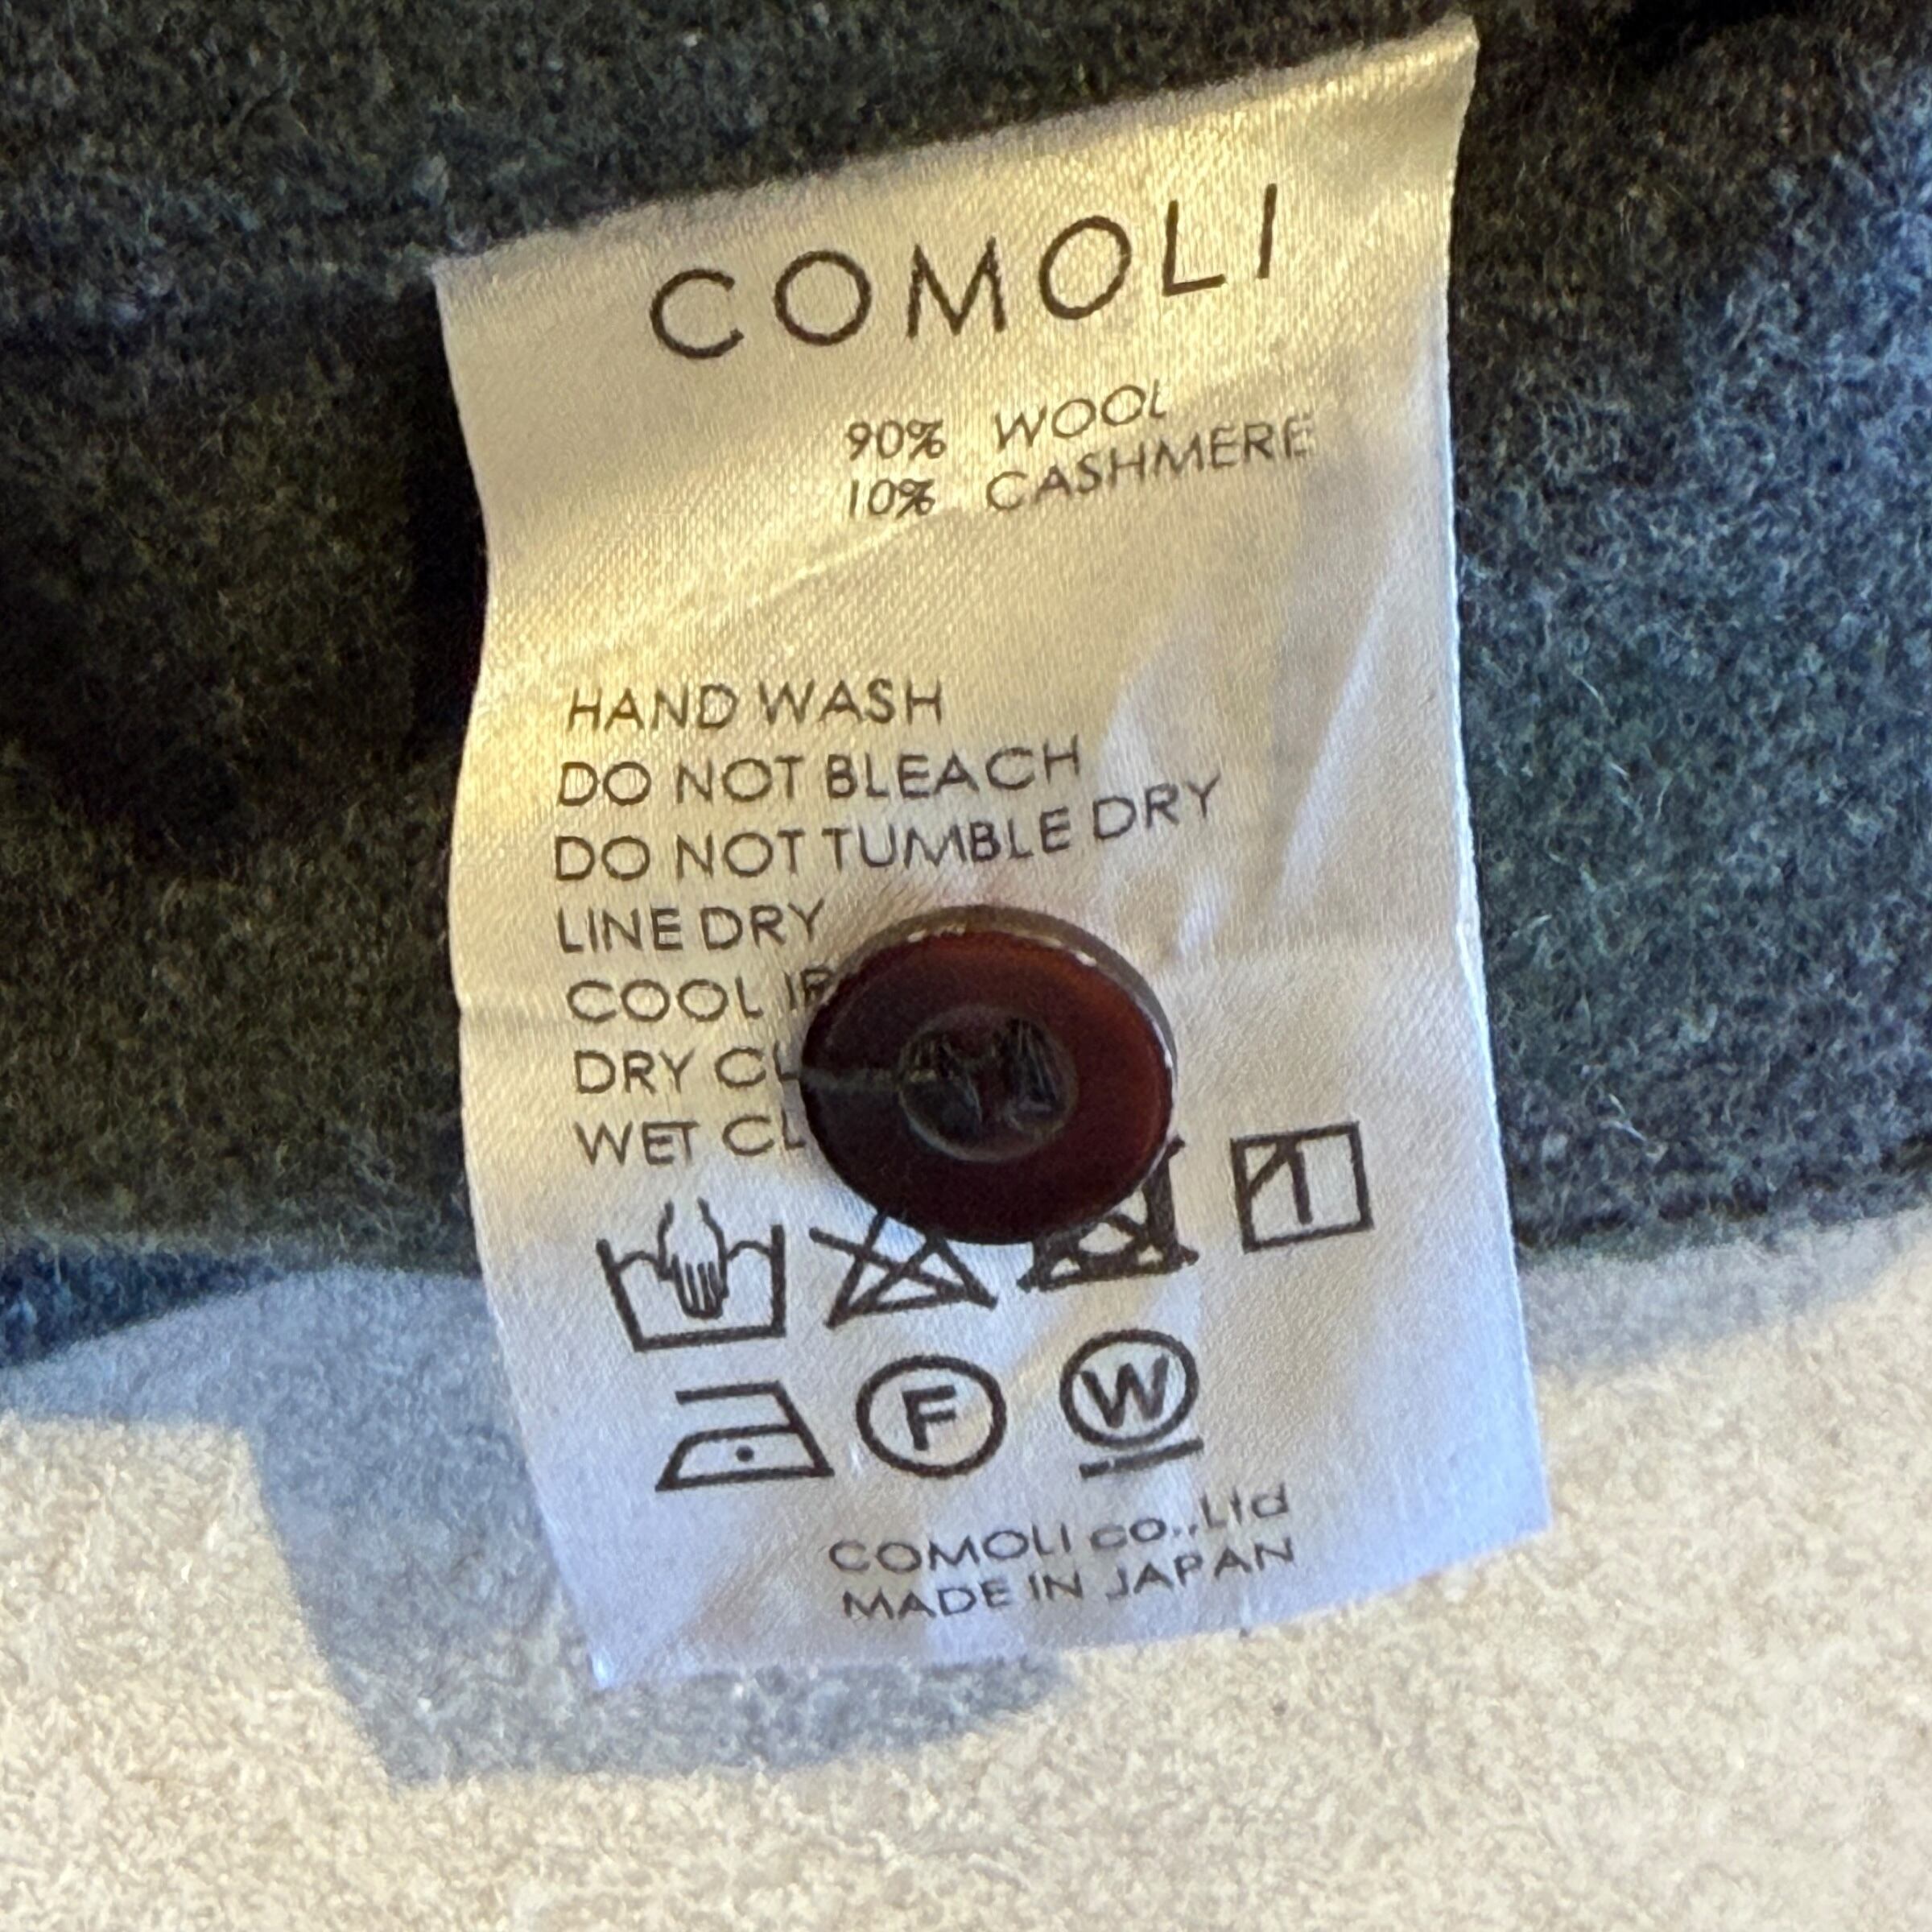 COMOLI
90% WOOL
10% CASHMERE
HAND WASH
DO NOT BLEACH
DO NOT TUMBLE DRY
LINE DRY
COOL
DRY
WET
F W
COMOLI co.,Ltd
MADE IN JAPAN